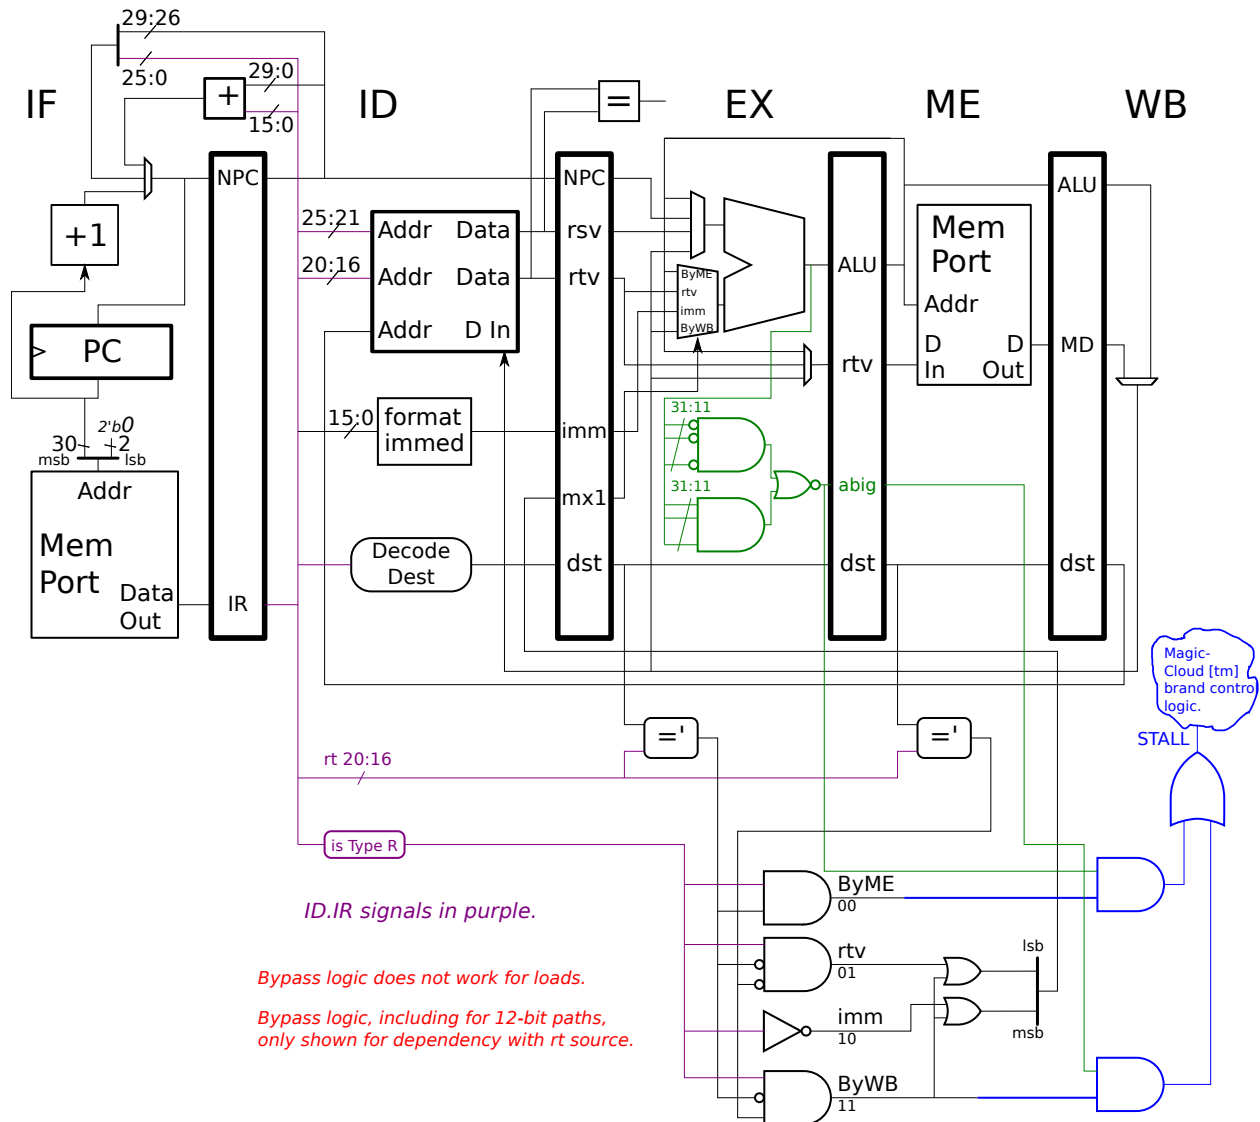 29:26
25:0
29:0
15:0
+
=
IF
ID
EX
ME
WB
NPC
NPC
ALU
+1
25:21
Addr
Data
rsv
20:16
Addr
Data
rtv
Addr
D In
ByME
rtv
imm
ByWB
ALU
Mem
Port
Addr
D
In
D
Out
MD
PC
rtv
15:0
format
immed
imm
31:11
31:11
abig
2'b0
30
2
msb
lsb
Addr
Mem
Port
Data
Out
mx1
Decode
Dest
dst
dst
dst
IR
Magic-
Cloud [tm]
brand contro
logic.
STALL
='
='
rt 20:16
is Type R
ID.IR signals in purple.
Bypass logic does not work for loads.
Bypass logic, including for 12-bit paths,
only shown for dependency with rt source.
ByME
00
rtv
01
imm
10
ByWB
11
lsb
msb